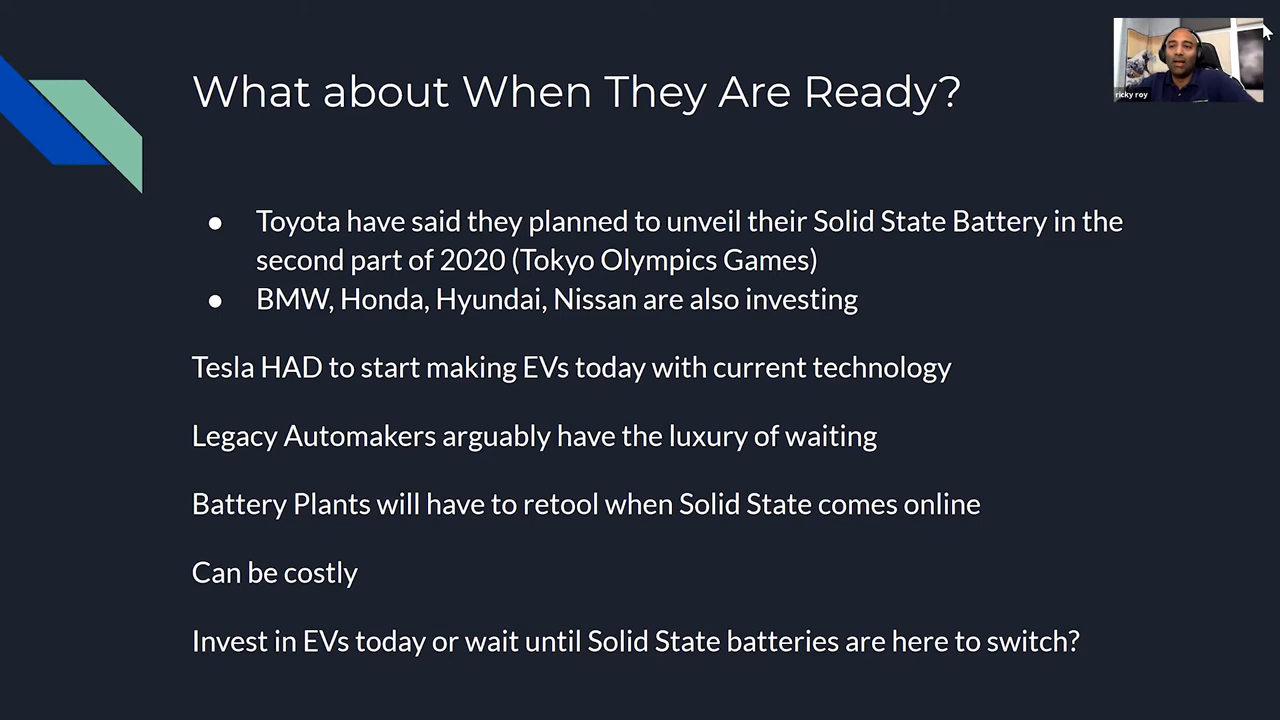 What about When They Are Ready?
ricky roy
● Toyota have said they planned to unveil their Solid State Battery in the
second part of 2020 (Tokyo Olympics Games)
● BMW, Honda, Hyundai, Nissan are also investing
Tesla HAD to start making EVs today with current technology
Legacy Automakers arguably have the luxury of waiting
Battery Plants will have to retool when Solid State comes online
Can be costly
Invest in EVs today or wait until Solid State batteries are here to switch?